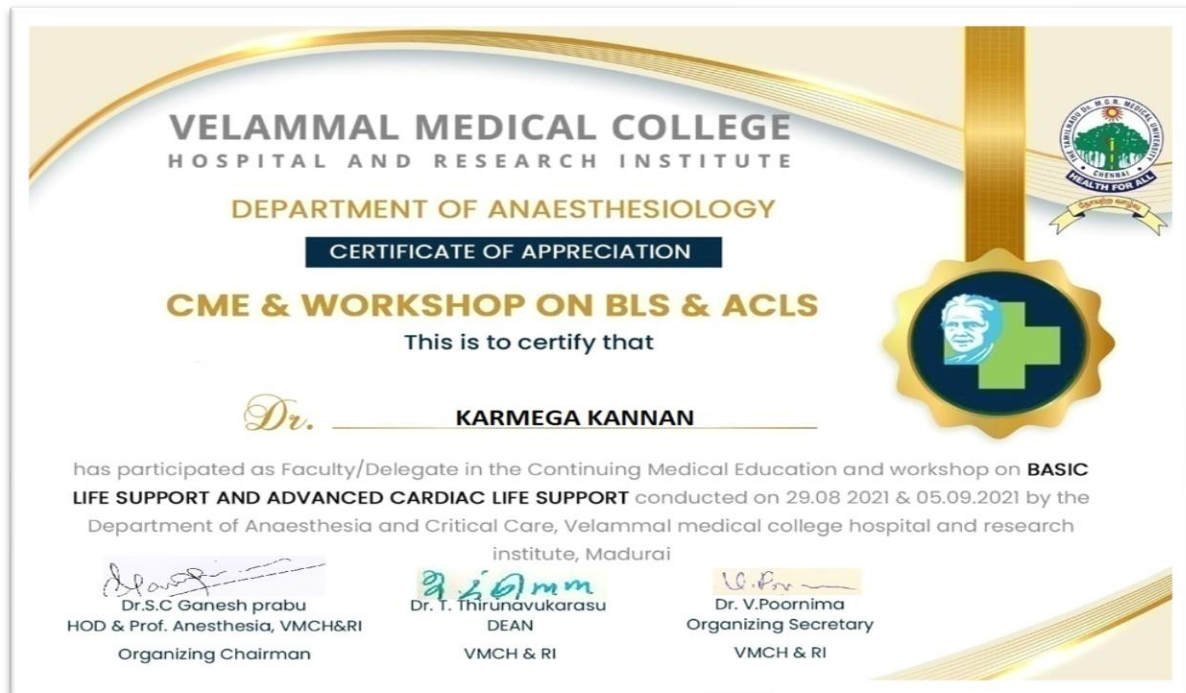 VELAMMAL MEDICAL COLLEGE
HOSPITAL AND RESEARCH INSTITUTE
DEPARTMENT OF ANAESTHESIOLOGY
CERTIFICATE OF APPRECIATION
CME & WORKSHOP ON BLS & ACLS
This is to certify that
Dr. KARMEGA KANNAN
has participated as Faculty/Delegate in the Continuing Medical Education and workshop on BASIC
LIFE SUPPORT AND ADVANCED CARDIAC LIFE SUPPORT conducted on 29.08 2021 & 05.09.2021 by the
Department of Anaesthesia and Critical Care, Velammal medical college hospital and research
institute, Madurai
Dr.S.C Ganesh prabu
HOD & Prof. Anesthesia, VMCH&RI
Organizing Chairman
Dr. T. Thirunavukarasu
DEAN
VMCH & RI
Dr. V.Poornima
Organizing Secretary
VMCH & RI
THE TAMILNADU Dr. M.G.R. MEDICAL UNIVERSITY
CHENNAI
HEALTH FOR ALL